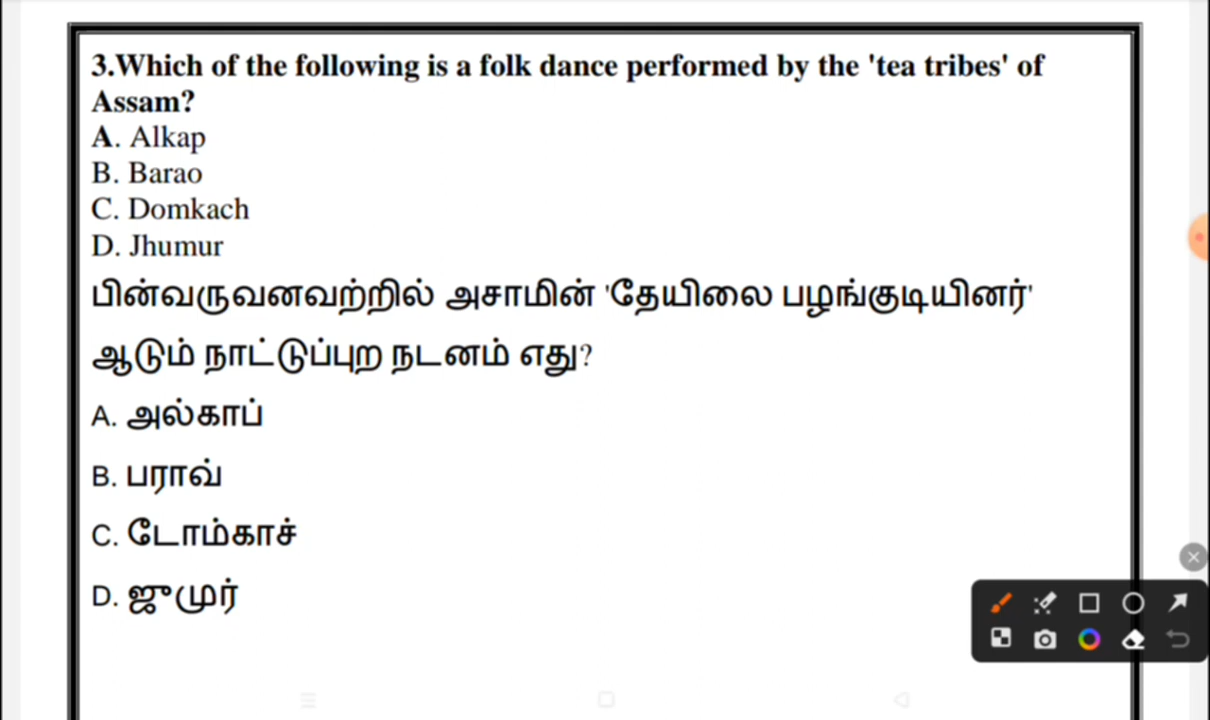 3.Which of the following is a folk dance performed by the 'tea tribes' of
Assam?
A. Alkap
B. Barao
C. Domkach
D. Jhumur
பின்வருவனவற்றில் அசாமின் 'தேயிலை பழங்குடியினர்'
ஆடும் நாட்டுப்புற நடனம் எது?
A. அல்காப்
B. பராவ்
C. டோம்காச்
D. ஜுமுர்